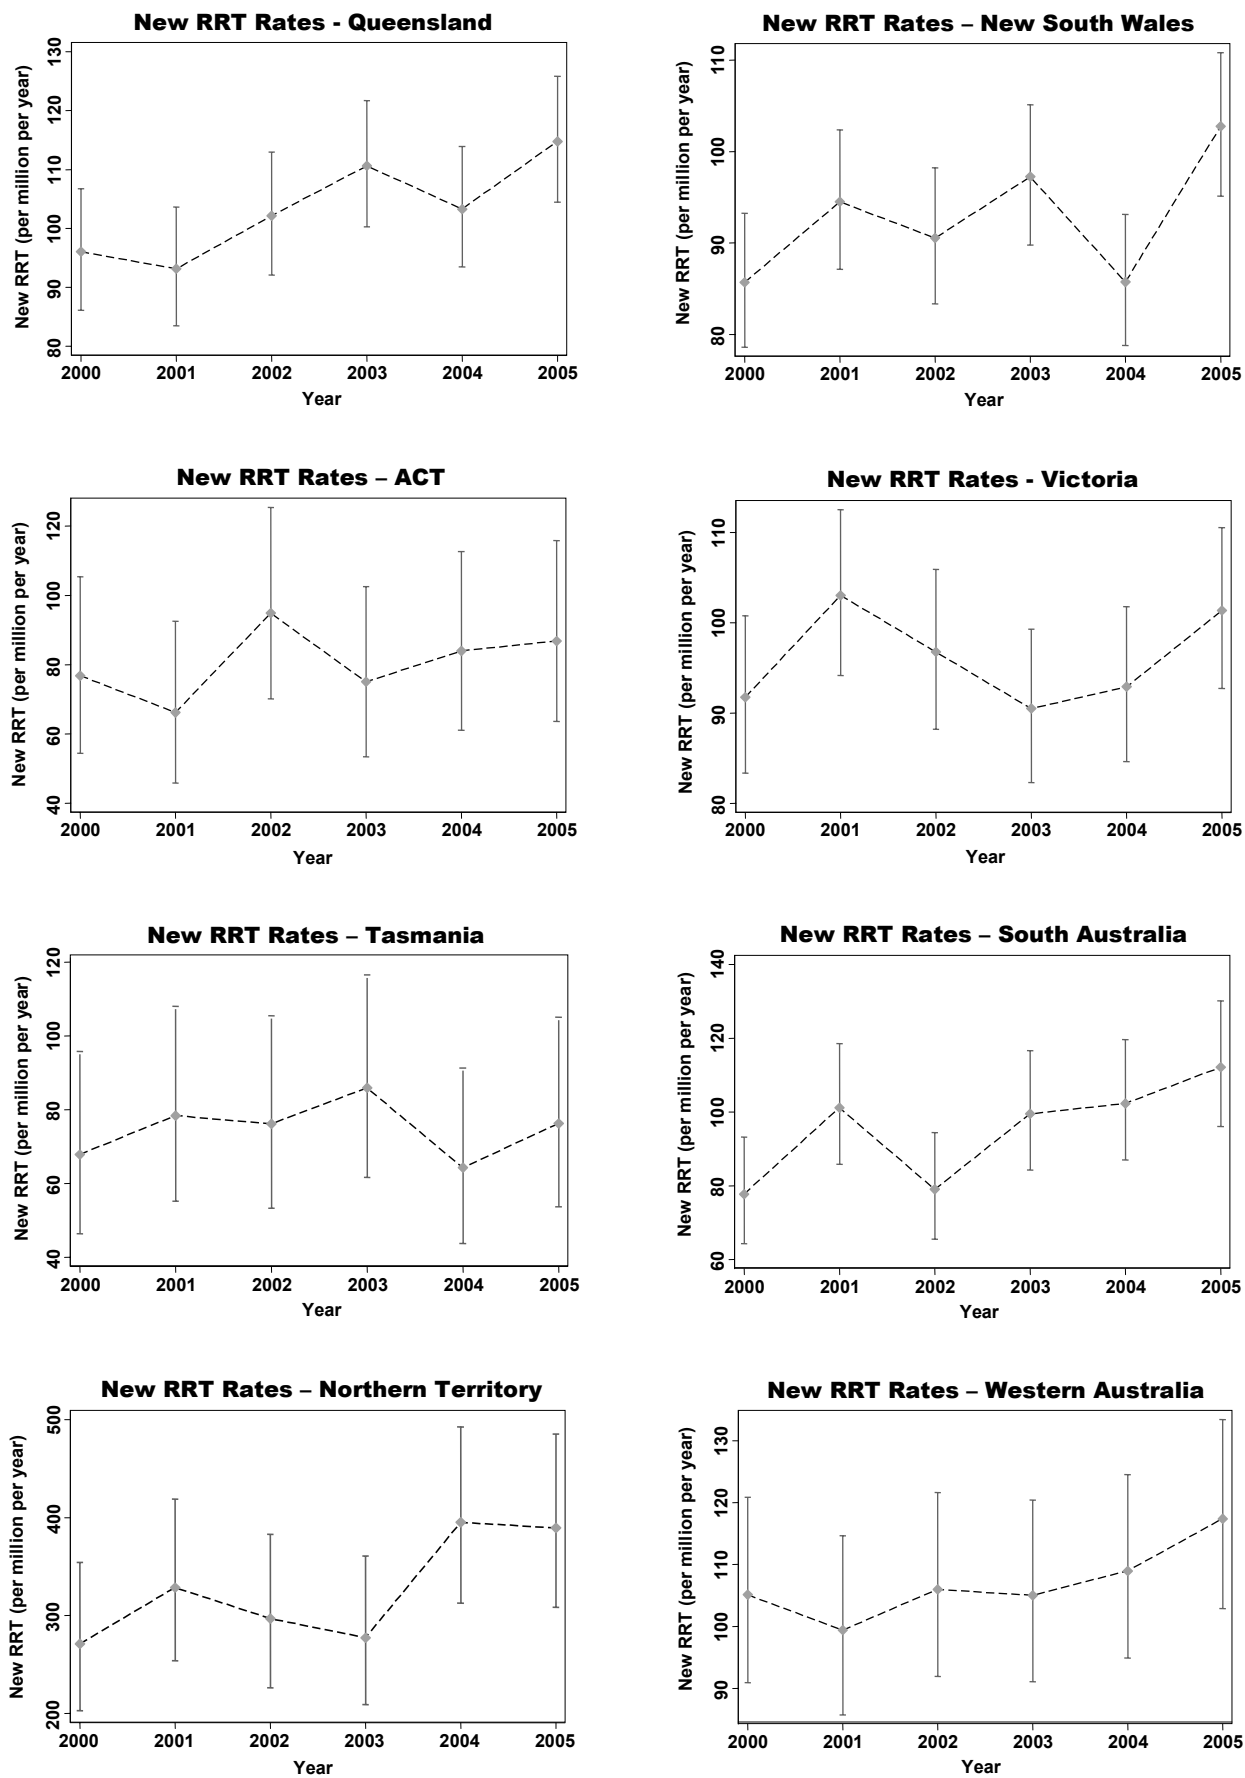 New RRT Rates - Queensland
New RRT (per million per year)
130
120
110
100
90
80
2000 2001 2002 2003 2004 2005
Year
New RRT Rates – New South Wales
New RRT (per million per year)
110
100
90
80
2000 2001 2002 2003 2004 2005
Year
New RRT Rates – ACT
New RRT (per million per year)
120
100
80
60
40
2000 2001 2002 2003 2004 2005
Year
New RRT Rates - Victoria
New RRT (per million per year)
110
100
90
80
2000 2001 2002 2003 2004 2005
Year
New RRT Rates – Tasmania
New RRT (per million per year)
120
100
80
60
40
2000 2001 2002 2003 2004 2005
Year
New RRT Rates – South Australia
New RRT (per million per year)
140
120
100
80
60
2000 2001 2002 2003 2004 2005
Year
New RRT Rates – Northern Territory
New RRT (per million per year)
500
400
300
200
2000 2001 2002 2003 2004 2005
Year
New RRT Rates – Western Australia
New RRT (per million per year)
130
120
110
100
90
2000 2001 2002 2003 2004 2005
Year